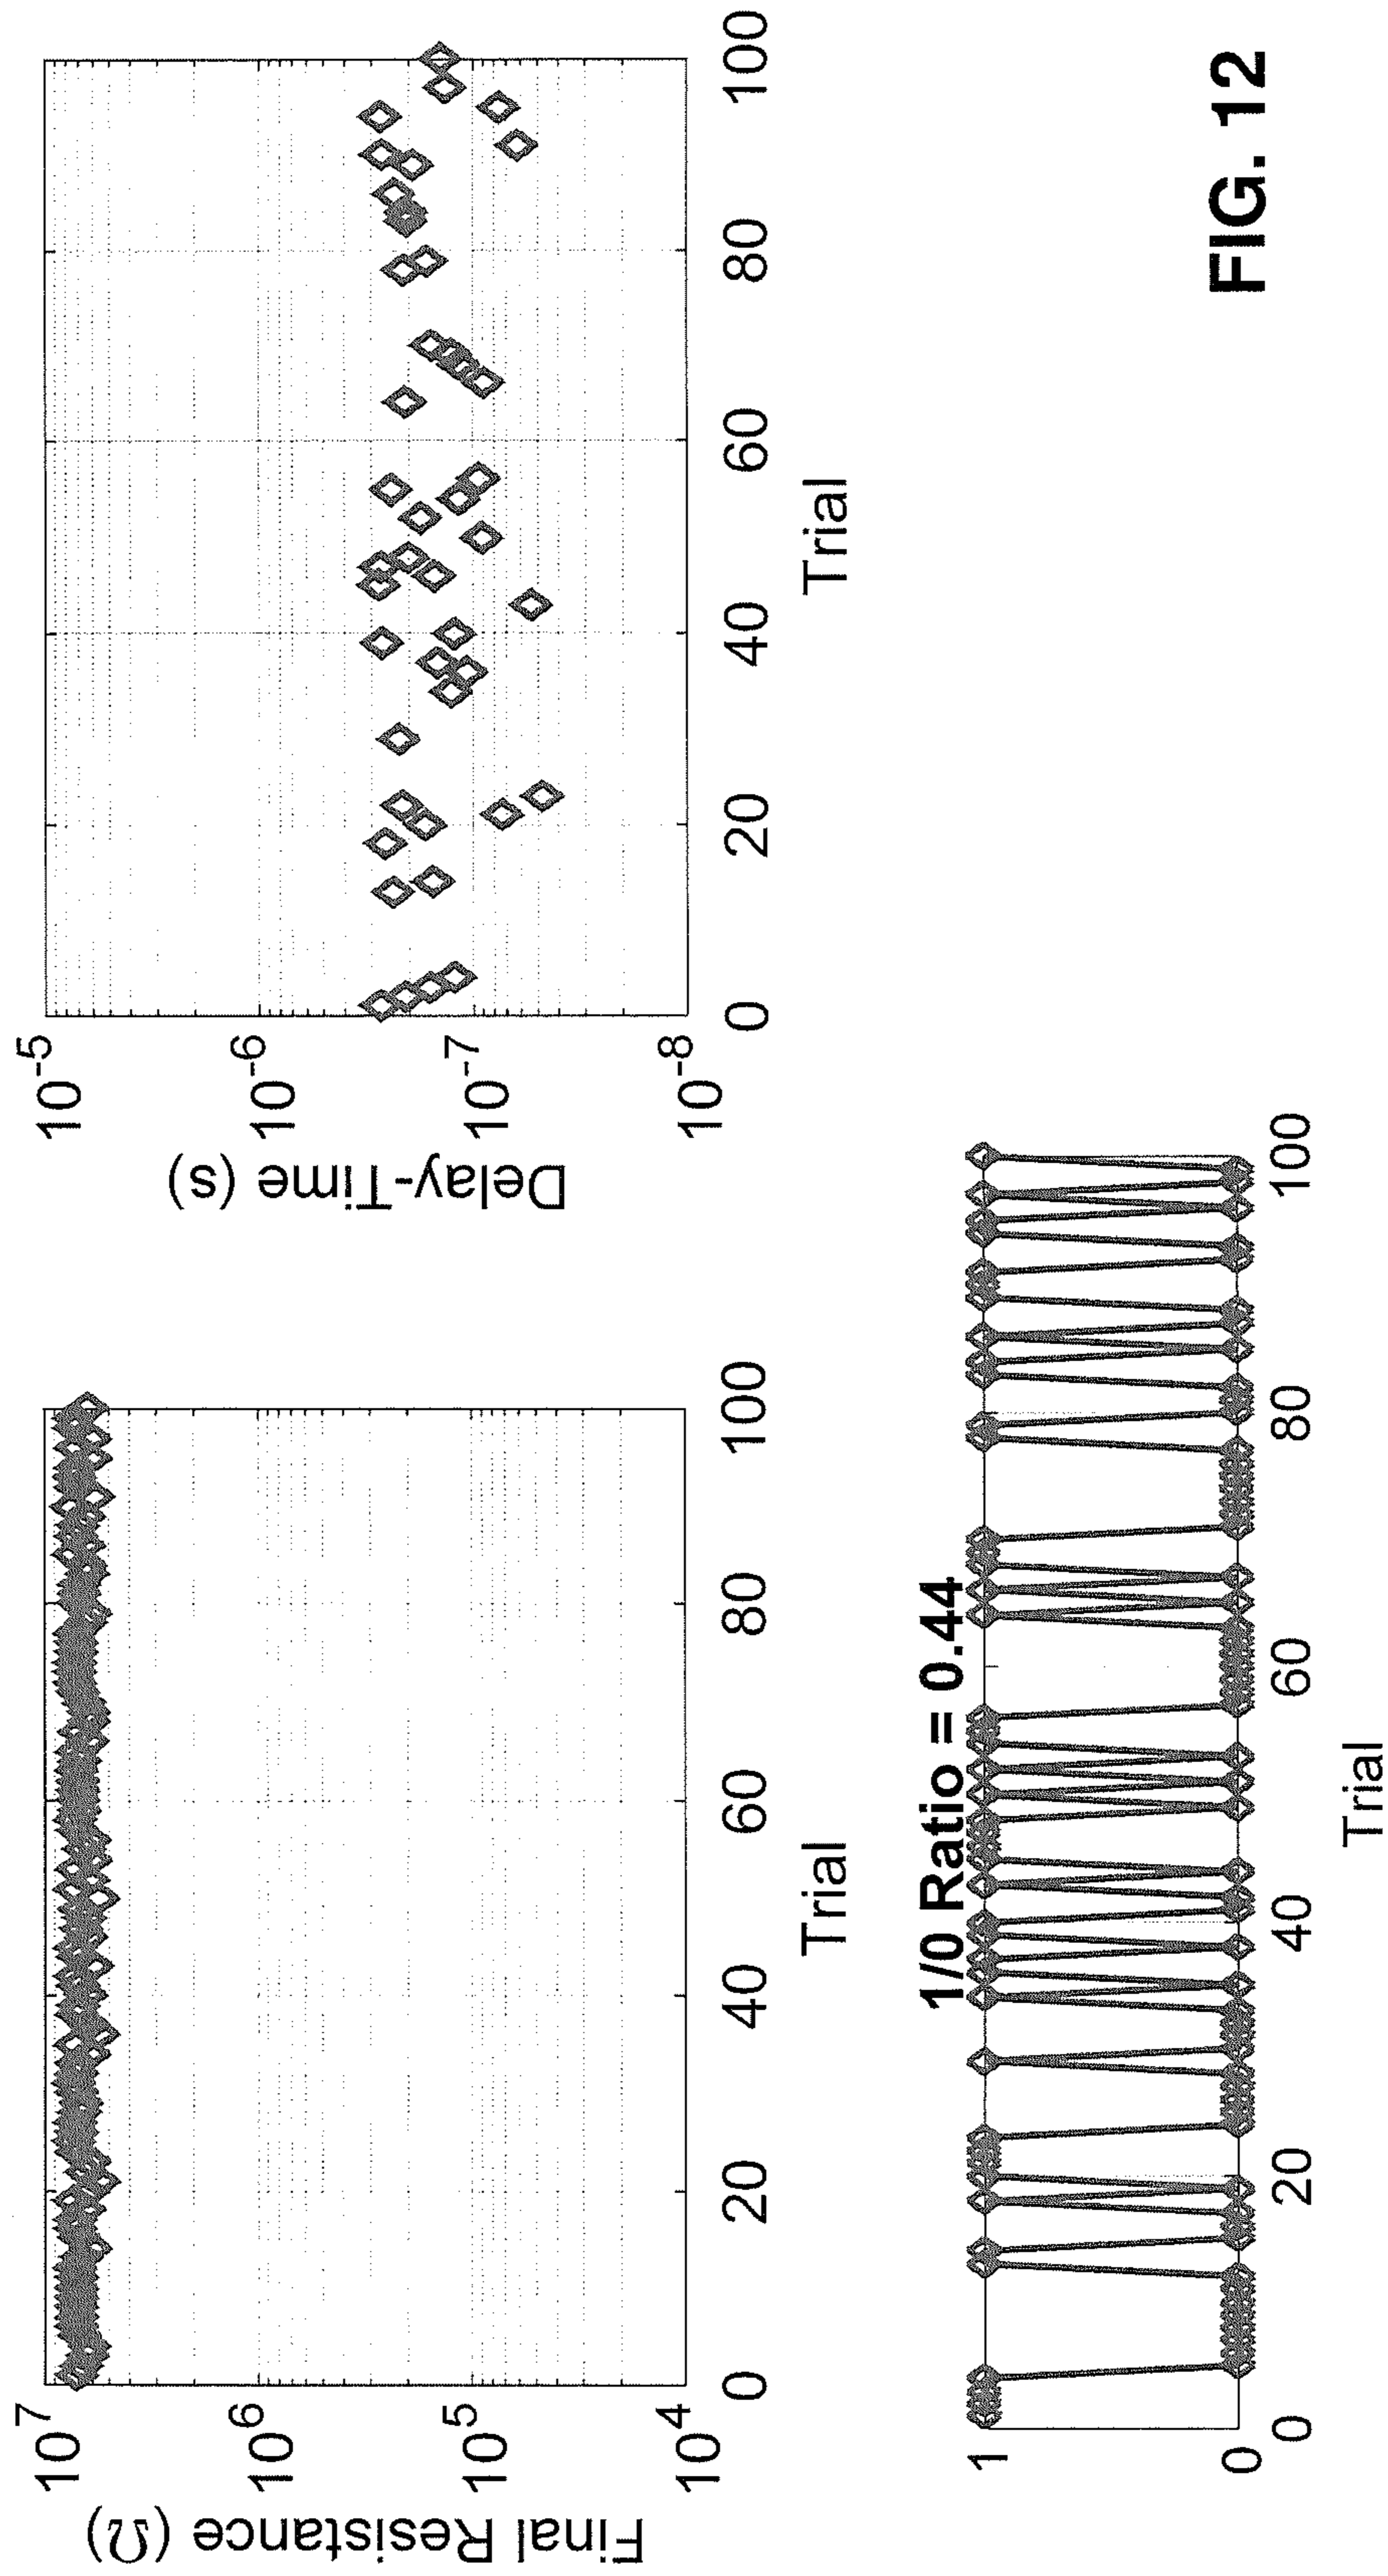 10^7
10^6
10^5
10^4
Final Resistance (Ω)
0 20 40 60 80 100
Trial
10^-5
10^-6
10^-7
10^-8
Delay-Time (s)
0 20 40 60 80 100
Trial
1/0 Ratio = 0.44
1
0
0 20 40 60 80 100
Trial
FIG. 12